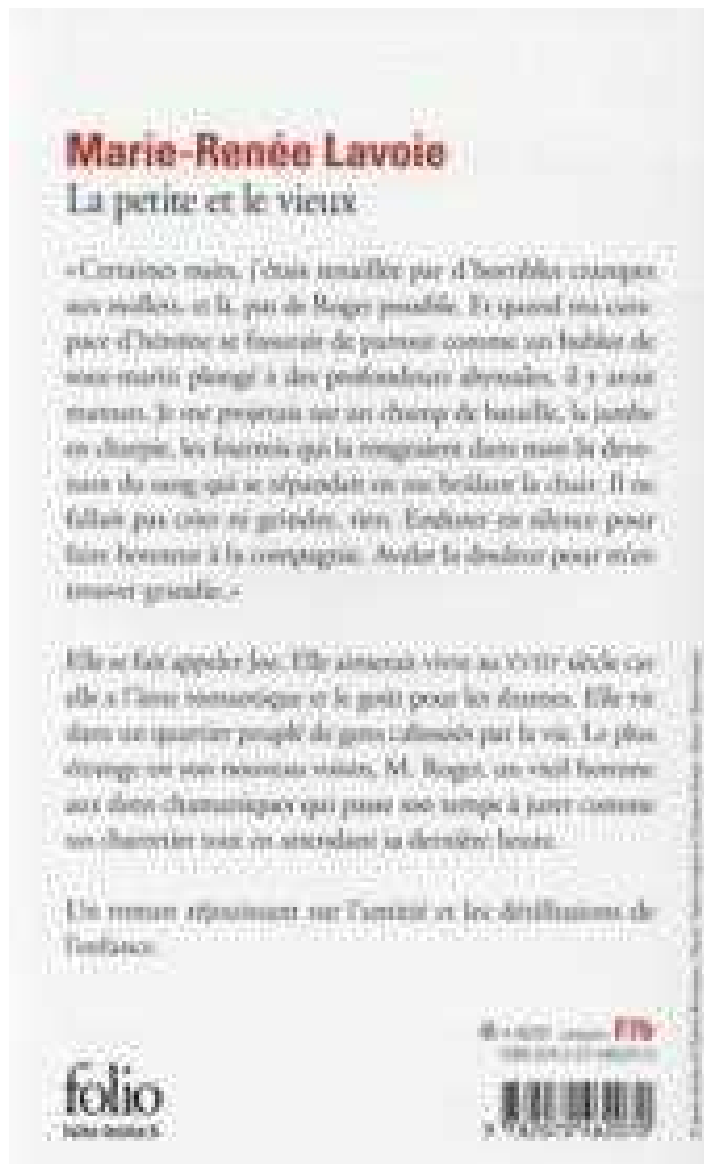 Marie-Renée Lavoie
La petite et le vieux
«Certaines nuits, j'étais tenaillée par d'horribles crampes
aux mollets, et là, pas de Roger possible. Et quand ma cara-
pace d'héroïne se fissurait de partout comme un hublot de
sous-marin plongé à des profondeurs abyssales, il y avait
maman. Je me projetais sur un champ de bataille, la jambe
en charpie, les fourmis qui la rongeaient dans mon lit deve-
nant du sang qui se répandait en me brûlant la chair. Il ne
fallait pas crier ni geindre, rien. Endurer en silence pour
faire honneur à la compagnie. Avaler la douleur pour m'en
trouver grandie.»
Elle se fait appeler Joe. Elle aimerait vivre au XVIIIe siècle car
elle a l'âme romantique et le goût pour les drames. Elle vit
dans un quartier peuplé de gens cabossés par la vie. Le plus
étrange est son nouveau voisin, M. Roger, un vieil homme
aux dons chamaniques qui passe son temps à jurer comme
un charretier tout en attendant sa dernière heure.
Un roman réjouissant sur l'amitié et les désillusions de
l'enfance.
folio